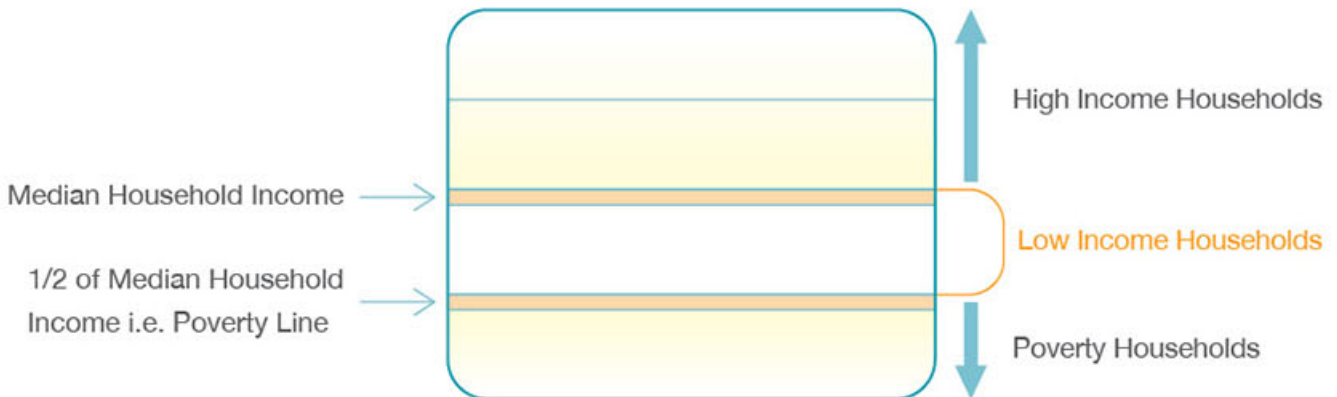 High Income Households
Median Household Income
Low Income Households
1/2 of Median Household
Income i.e. Poverty Line
Poverty Households